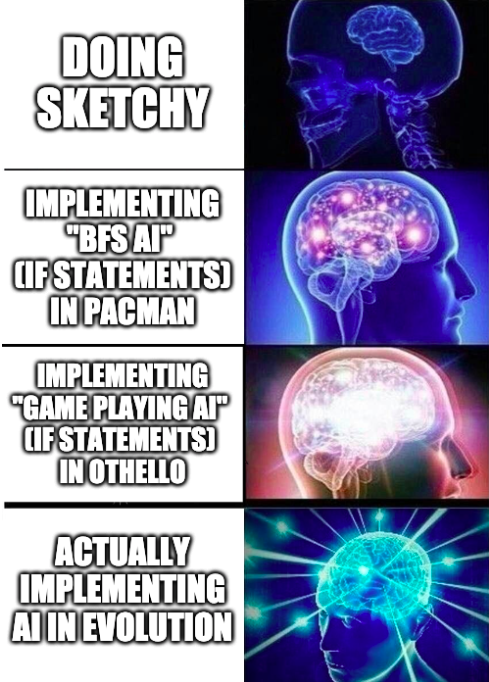 DOING
SKETCHY
IMPLEMENTING
"BFS AI"
(IF STATEMENTS)
IN PACMAN
IMPLEMENTING
"GAME PLAYING AI"
(IF STATEMENTS)
IN OTHELLO
ACTUALLY
IMPLEMENTING
AI IN EVOLUTION